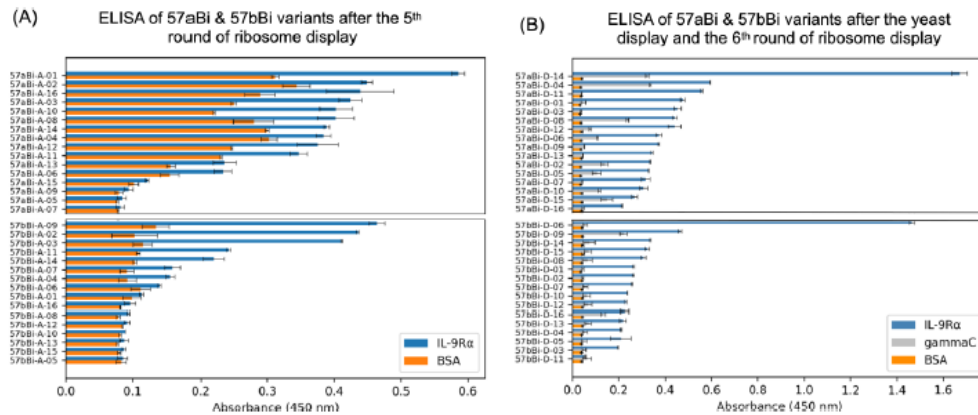 (A)
ELISA of 57aBi & 57bBi variants after the 5th
round of ribosome display
57aBi-A-01
57aBi-A-02
57aBi-A-16
57aBi-A-03
57aBi-A-10
57aBi-A-08
57aBi-A-14
57aBi-A-04
57aBi-A-12
57aBi-A-11
57aBi-A-13
57aBi-A-06
57aBi-A-15
57aBi-A-09
57aBi-A-05
57aBi-A-07
57bBi-A-09
57bBi-A-02
57bBi-A-03
57bBi-A-11
57bBi-A-14
57bBi-A-07
57bBi-A-04
57bBi-A-06
57bBi-A-01
57bBi-A-16
57bBi-A-08
57bBi-A-12
57bBi-A-10
57bBi-A-13
57bBi-A-15
57bBi-A-05
IL-9Rα
BSA
0.0 0.1 0.2 0.3 0.4 0.5 0.6
Absorbance (450 nm)
(B)
ELISA of 57aBi & 57bBi variants after the yeast
display and the 6th round of ribosome display
57aBi-D-14
57aBi-D-04
57aBi-D-11
57aBi-D-01
57aBi-D-03
57aBi-D-08
57aBi-D-12
57aBi-D-06
57aBi-D-09
57aBi-D-13
57aBi-D-02
57aBi-D-05
57aBi-D-07
57aBi-D-10
57aBi-D-15
57aBi-D-16
57bBi-D-06
57bBi-D-09
57bBi-D-14
57bBi-D-15
57bBi-D-08
57bBi-D-01
57bBi-D-02
57bBi-D-07
57bBi-D-10
57bBi-D-12
57bBi-D-16
57bBi-D-13
57bBi-D-04
57bBi-D-05
57bBi-D-03
57bBi-D-11
IL-9Rα
gammaC
BSA
0.0 0.2 0.4 0.6 0.8 1.0 1.2 1.4 1.6
Absorbance (450 nm)